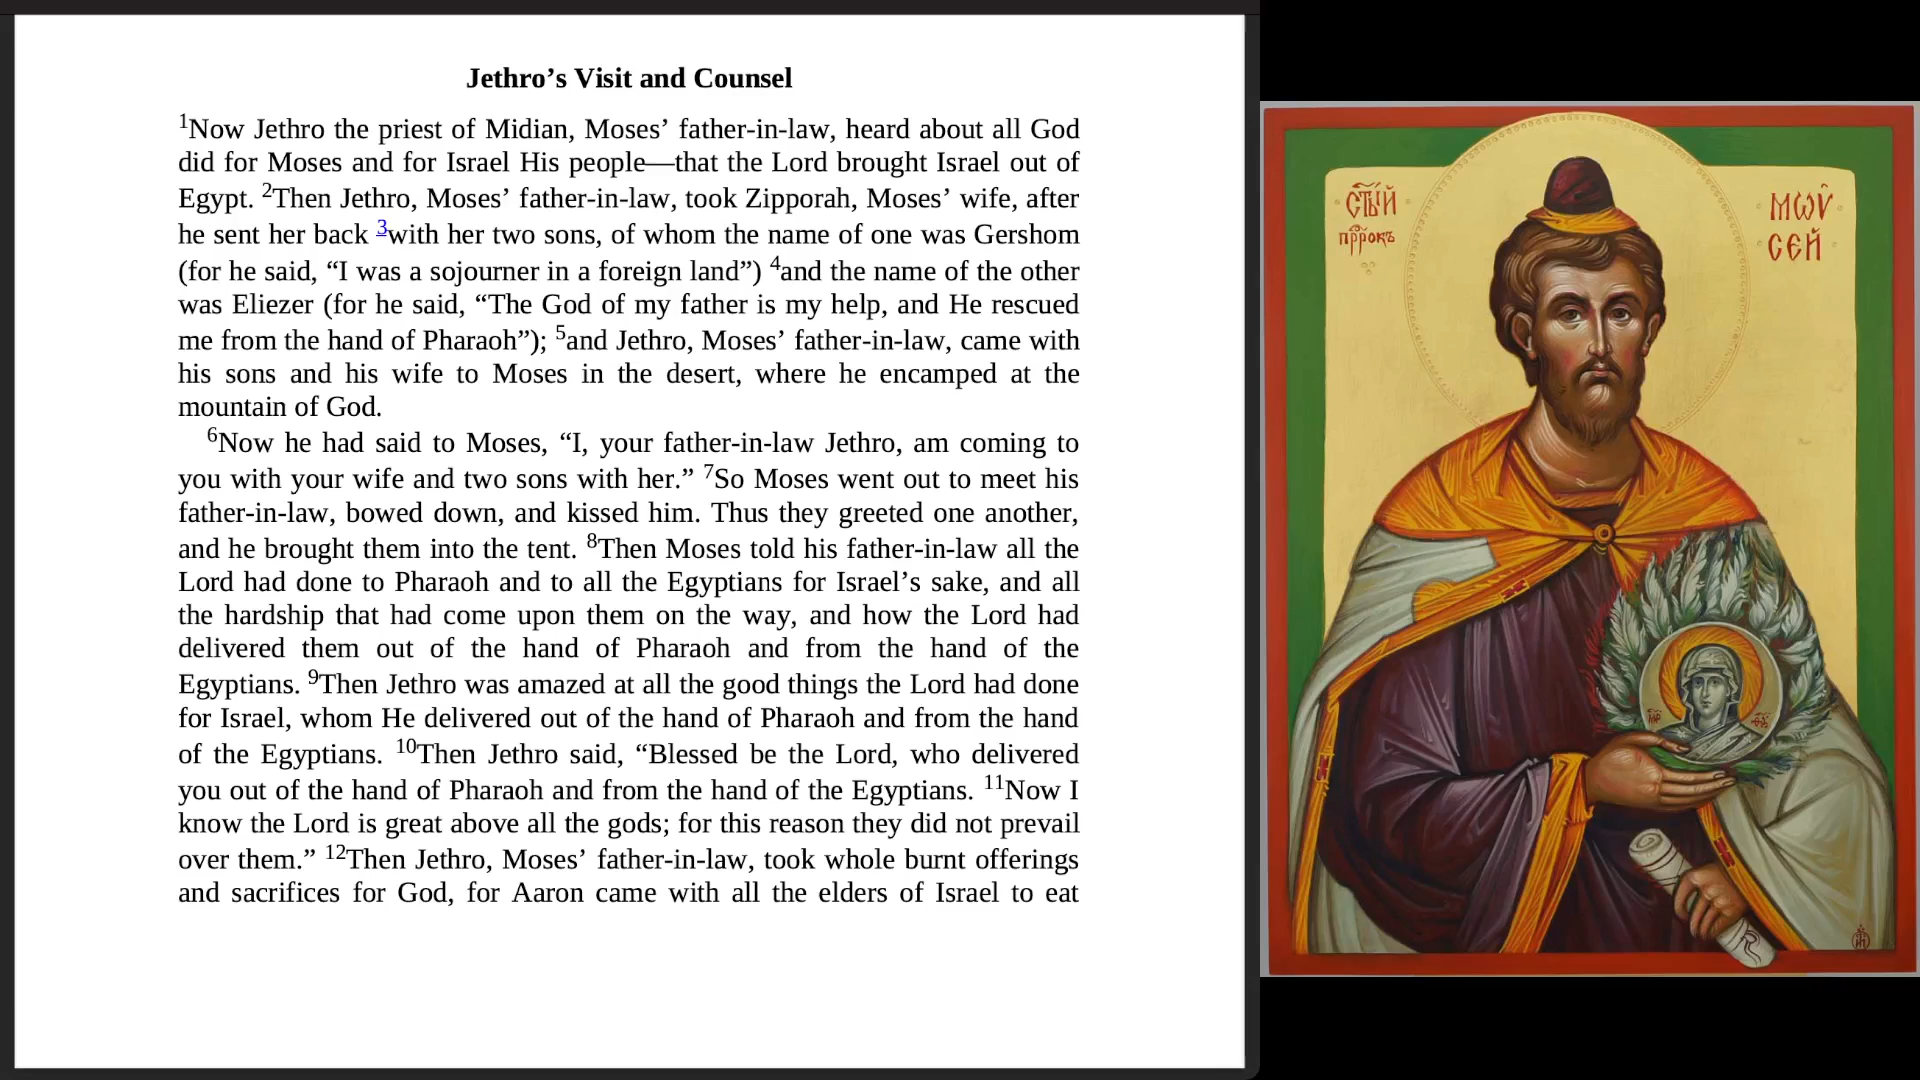 Jethro’s Visit and Counsel
1Now Jethro the priest of Midian, Moses’ father-in-law, heard about all God
did for Moses and for Israel His people—that the Lord brought Israel out of
Egypt. 2Then Jethro, Moses’ father-in-law, took Zipporah, Moses’ wife, after
he sent her back 3with her two sons, of whom the name of one was Gershom
(for he said, “I was a sojourner in a foreign land”) 4and the name of the other
was Eliezer (for he said, “The God of my father is my help, and He rescued
me from the hand of Pharaoh”); 5and Jethro, Moses’ father-in-law, came with
his sons and his wife to Moses in the desert, where he encamped at the
mountain of God.
6Now he had said to Moses, “I, your father-in-law Jethro, am coming to
you with your wife and two sons with her.” 7So Moses went out to meet his
father-in-law, bowed down, and kissed him. Thus they greeted one another,
and he brought them into the tent. 8Then Moses told his father-in-law all the
Lord had done to Pharaoh and to all the Egyptians for Israel’s sake, and all
the hardship that had come upon them on the way, and how the Lord had
delivered them out of the hand of Pharaoh and from the hand of the
Egyptians. 9Then Jethro was amazed at all the good things the Lord had done
for Israel, whom He delivered out of the hand of Pharaoh and from the hand
of the Egyptians. 10Then Jethro said, “Blessed be the Lord, who delivered
you out of the hand of Pharaoh and from the hand of the Egyptians. 11Now I
know the Lord is great above all the gods; for this reason they did not prevail
over them.” 12Then Jethro, Moses’ father-in-law, took whole burnt offerings
and sacrifices for God, for Aaron came with all the elders of Israel to eat
СТЫЙ
ПРРОКЪ
МѠѴ
СЕЙ